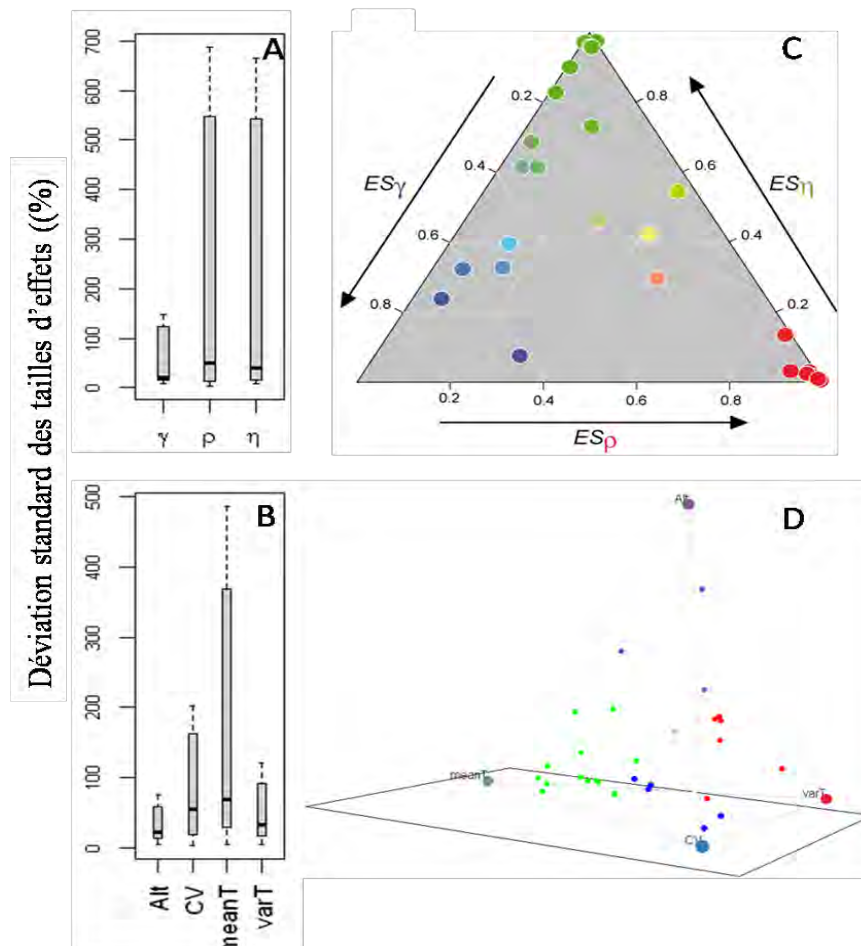 Déviation standard des tailles d’effets ((%)
A
700
600
500
400
300
200
100
0
γ ρ η
C
0.2
0.4
0.6
0.8
ESγ
0.8
0.6
0.4
0.2
ESη
0.2 0.4 0.6 0.8
ESρ
B
500
400
300
200
100
0
Alt CV meanT varT
D
Alt
meanT
varT
CV